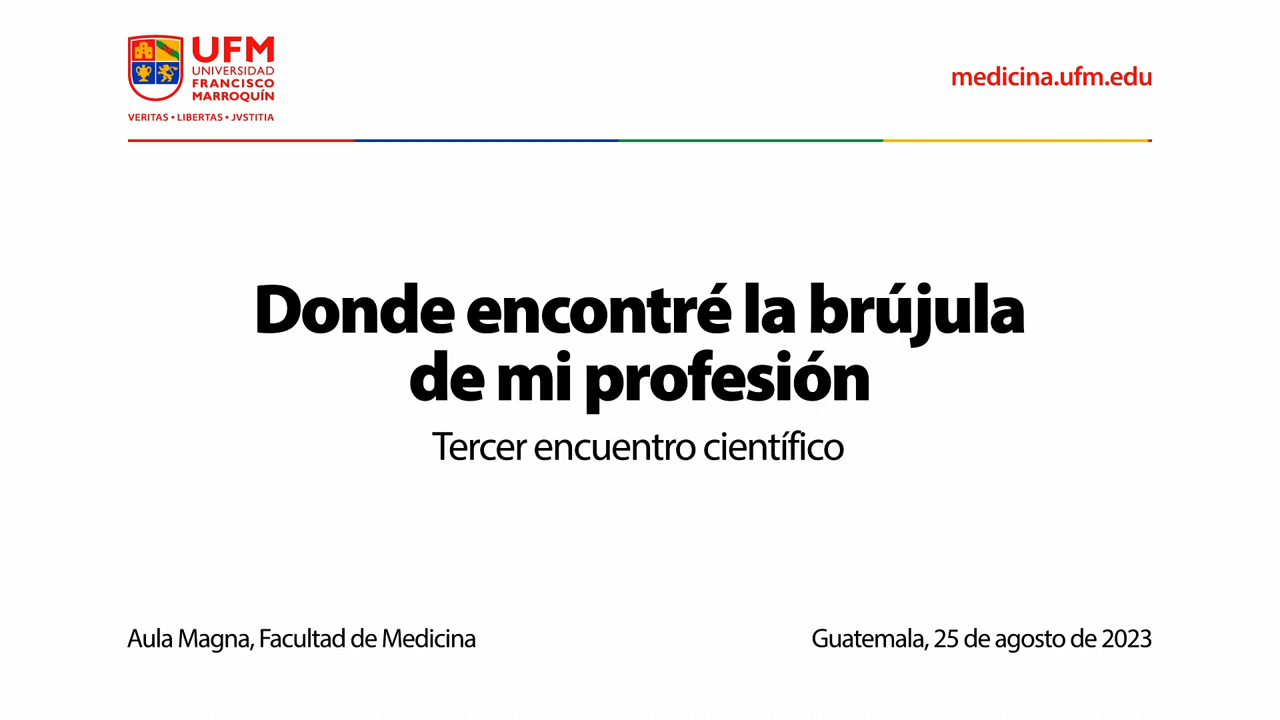 UFM
UNIVERSIDAD
FRANCISCO
MARROQUÍN
VERITAS • LIBERTAS • JVSTITIA
medicina.ufm.edu
Donde encontré la brújula
de mi profesión
Tercer encuentro científico
Aula Magna, Facultad de Medicina
Guatemala, 25 de agosto de 2023